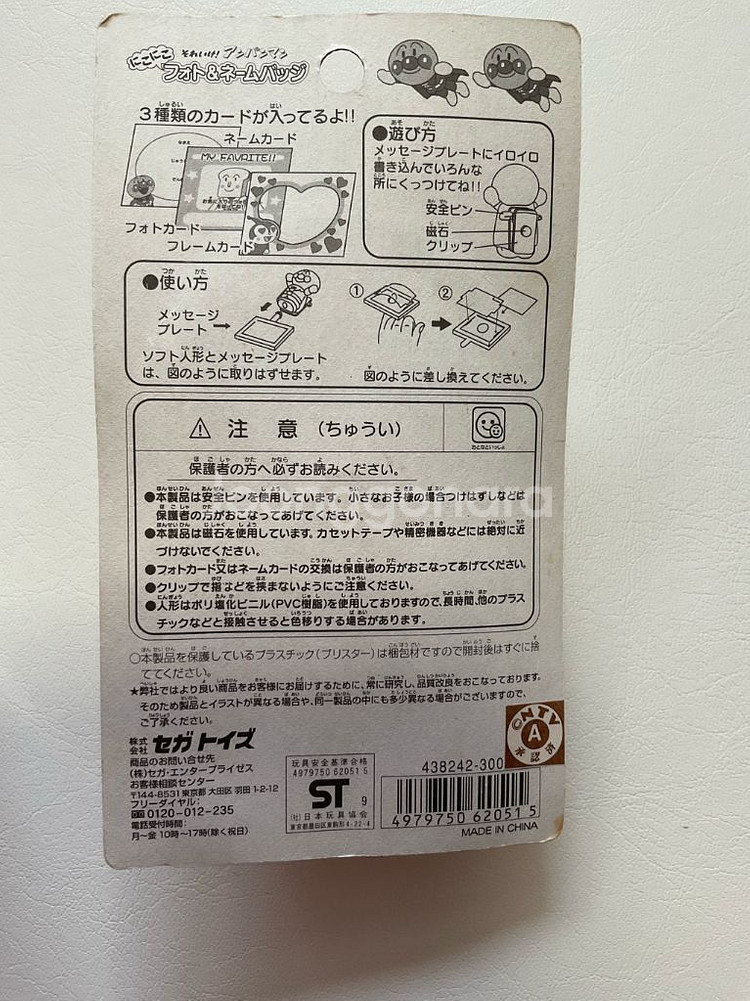 にこにこ それいけ!アンパンマン
フォト&ネームバッジ
3種類のカードが入ってるよ!!
ネームカード
MY FAVRITE!!
フォトカード
フレームカード
●遊び方
メッセージプレートにイロイロ
書き込んでいろんな
所にくっつけてね!!
安全ピン
磁石
クリップ
●使い方
メッセージ
プレート
ソフト人形とメッセージプレート
は、図のように取りはずせます。
① ②
図のように差し換えてください。
⚠ 注 意 (ちゅうい)
保護者の方へ必ずお読みください。
●本製品は安全ピンを使用しています。小さなお子様の場合つけはずしなどは
保護者の方がおこなってあげてください。
●本製品は磁石を使用しています。カセットテープや精密機器などには絶対に近
づけないでください。
●フォトカード又はネームカードの交換は保護者の方がおこなってあげてください。
●クリップで指などを挟まないようにご注意ください。
●人形はポリ塩化ビニル(PVC樹脂)を使用しておりますので、長時間、他のプラス
チックなどと接触させると色移りする場合があります。
○本製品を保護しているプラスチック(ブリスター)は梱包材ですので開封後はすぐに捨
ててください。
★弊社ではより良い商品をお客様にお届けするために、常に研究し、品質改良をおこなっております。
そのため製品とイラストが異なる場合や、同一製品の中にも多少異なる場合がございますので、
ご了承ください。
株式会社 セガトイズ
商品のお問い合せ先
(株)セガ・エンタープライゼス
お客様相談センター
〒144-8531 東京都 大田区 羽田 1-2-12
フリーダイヤル:
0120-012-235
電話受付時間:
月〜金 10時〜17時(除く祝日)
玩具安全基準合格
4979750 62051 5
ST 9
(社)日本玩具協会
東京都墨田区東駒形4-22-4
©NTV
A
承認済
438242-300
4979750 62051 5
MADE IN CHINA